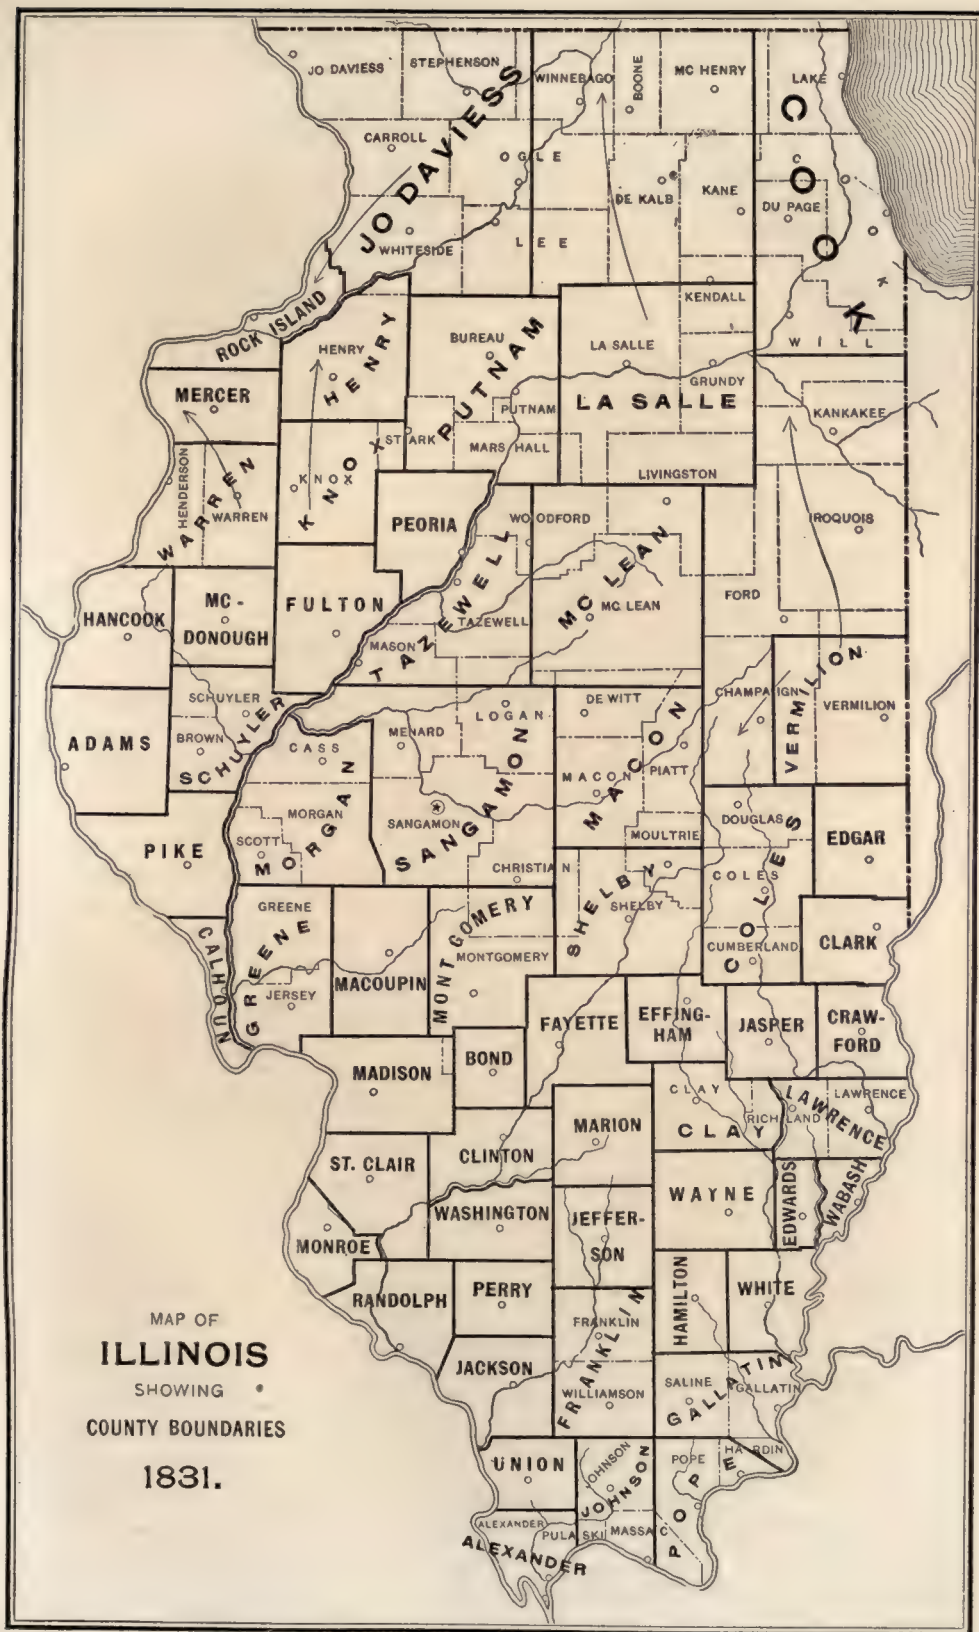 JO DAVIESS
STEPHENSON
WINNEBAGO
BOONE
MC HENRY
LAKE
COOK
CARROLL
JO DAVIESS
OGLE
DE KALB
KANE
DU PAGE
WHITESIDE
LEE
ROCK ISLAND
HENRY
HENRY
BUREAU
PUTNAM
LA SALLE
KENDALL
WILL
GRUNDY
MERCER
PUTNAM
LA SALLE
KANKAKEE
STARK
MARSHALL
HENDERSON
WARREN
WARREN
KNOX
KNOX
LIVINGSTON
PEORIA
WOODFORD
IROQUOIS
HANCOOK
MC-
DONOUGH
FULTON
MASON
TAZEWELL
TAZEWELL
MC LEAN
MC LEAN
FORD
ADAMS
SCHUYLER
BROWN
SCHUYLER
CASS
MENARD
LOGAN
DE WITT
CHAMPAIGN
VERMILION
VERMILION
MACON
PIATT
MACON
PIKE
SCOTT
MORGAN
MORGAN
SANGAMON
SANGAMON
MOULTRIE
DOUGLAS
EDGAR
CHRISTIAN
SHELBY
SHELBY
COLES
COLES
CALHOUN
GREENE
GREENE
JERSEY
MACOUPIN
MONTGOMERY
MONTGOMERY
CUMBERLAND
CLARK
FAYETTE
EFFING-
HAM
JASPER
CRAW-
FORD
MADISON
BOND
CLAY
CLAY
RICHLAND
LAWRENCE
LAWRENCE
MARION
ST. CLAIR
CLINTON
WAYNE
EDWARDS
WABASH
MONROE
WASHINGTON
JEFFER-
SON
RANDOLPH
PERRY
HAMILTON
WHITE
FRANKLIN
FRANKLIN
JACKSON
WILLIAMSON
SALINE
GALLATIN
GALLATIN
UNION
JOHNSON
JOHNSON
POPE
POPE
HARDIN
ALEXANDER
PULASKI
MASSAC
ALEXANDER
MAP OF
ILLINOIS
SHOWING
COUNTY BOUNDARIES
1831.